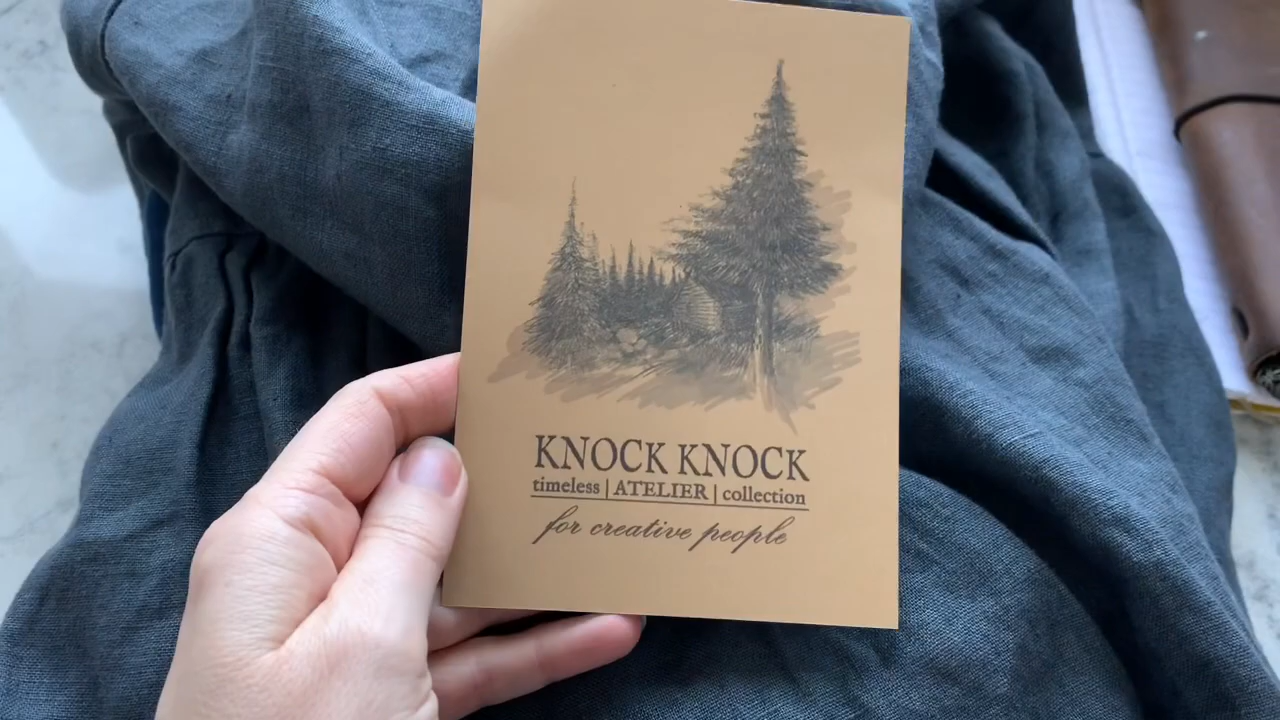 KNOCK KNOCK
timeless | ATELIER | collection
for creative people